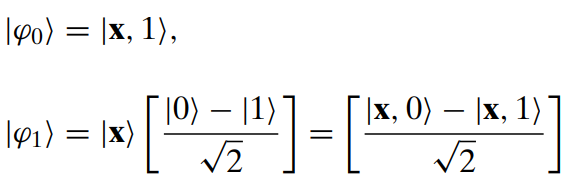 |φ₀⟩ = |𝐱, 1⟩,
|φ₁⟩ = |𝐱⟩ [ (|0⟩ − |1⟩) / √2 ] = [ (|𝐱, 0⟩ − |𝐱, 1⟩) / √2 ]